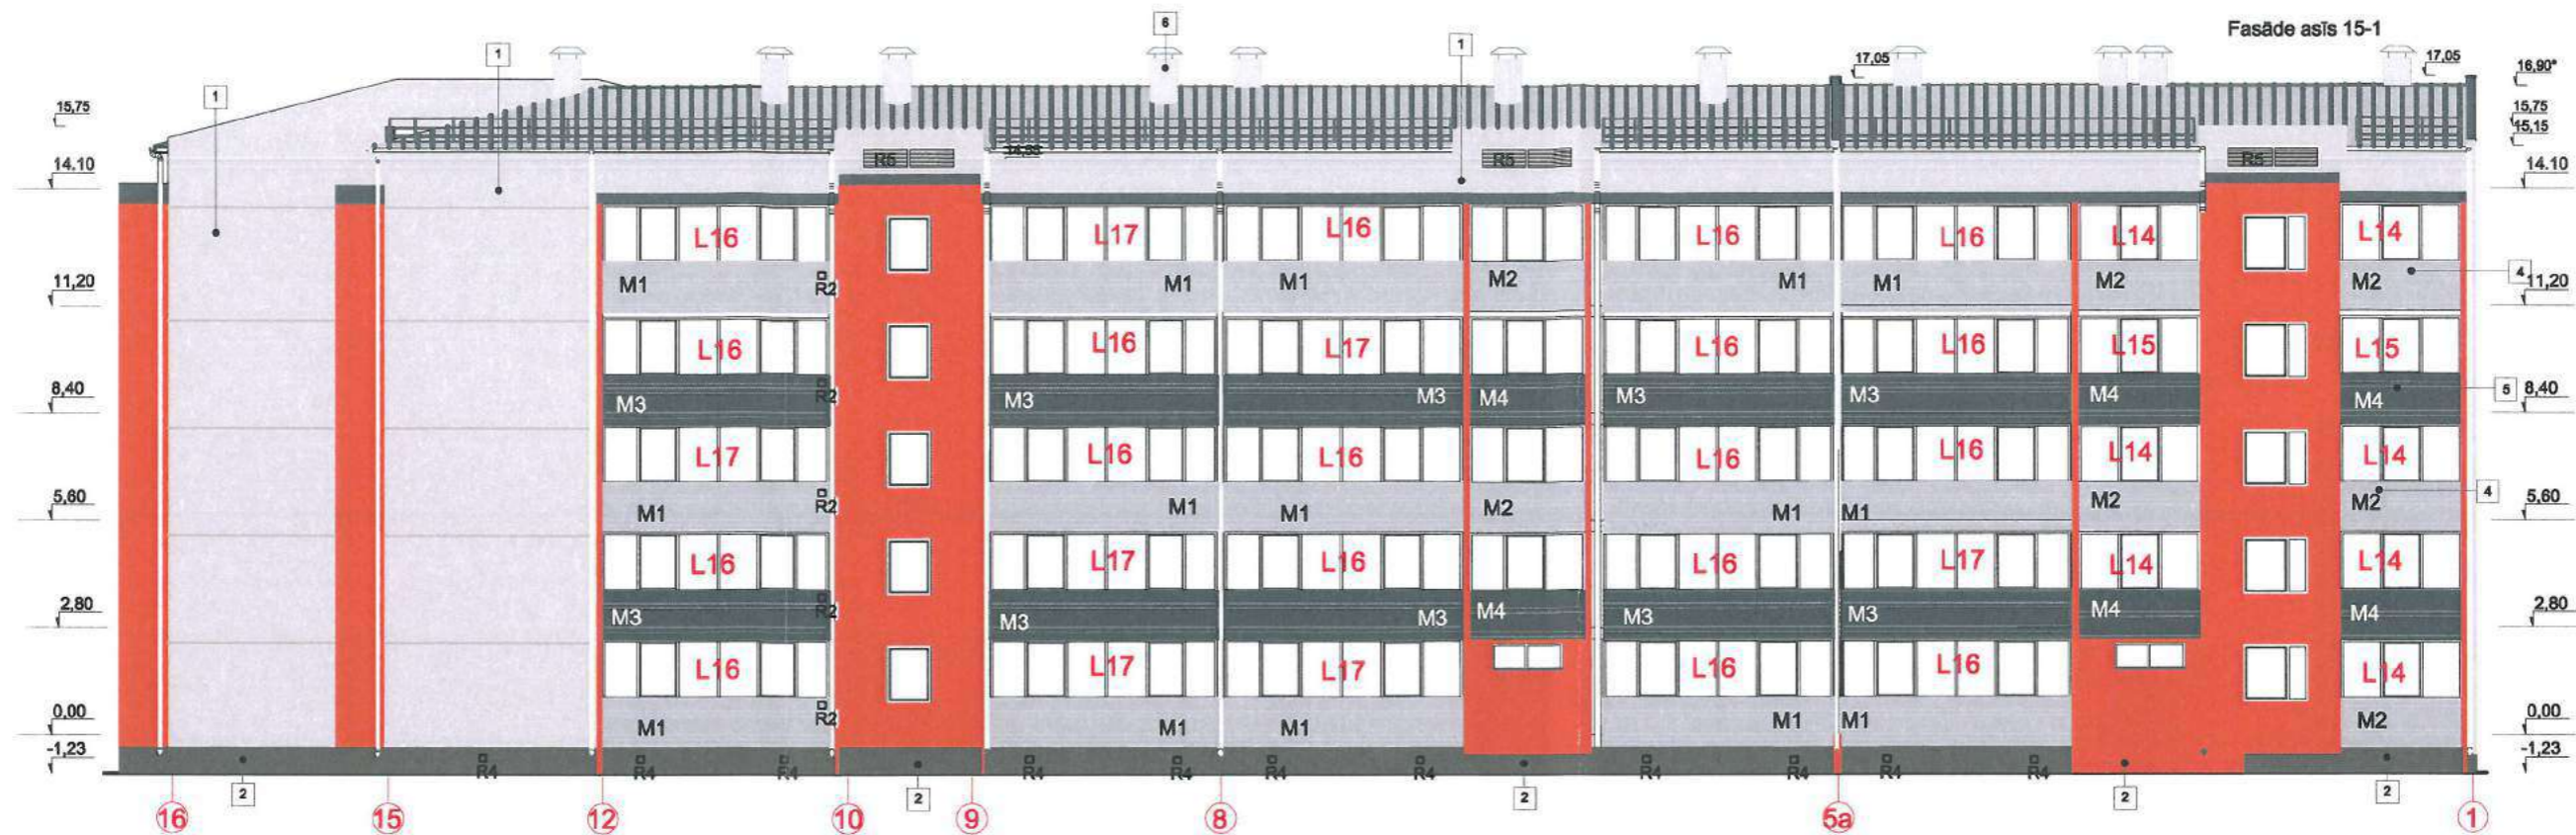 Fasāde asīs 15-1
6
1
1
1
17,05
17,05
16,90*
15,75
15,75
15,15
14.10
R5
R5
R5
14.10
L16
L17
L16
L16
L16
L14
L14
M1
R2
M1
M1
M2
M1
M1
M2
M2
4
11,20
11,20
L16
L16
L17
L16
L16
L15
L15
8,40
M3
R2
M3
M3
M4
M3
M3
M4
M4
5
8,40
L17
L16
L16
L16
L16
L14
L14
5,60
M1
R2
M1
M1
M2
M1
M1
M2
M2
4
5,60
L16
L17
L16
L16
L17
L14
L14
2,80
M3
R2
M3
M3
M4
M3
M3
M4
M4
2,80
L16
L17
L17
L16
L16
L14
0,00
M1
R2
M1
M1
M1
M1
M2
0,00
-1,23
-1,23
R4
R4
R4
R4
R4
R4
R4
R4
R4
R4
R4
2
2
2
2
2
16
15
12
10
9
8
5a
1